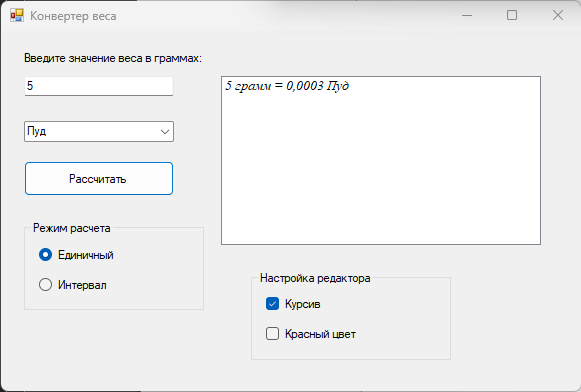 Конвертер веса
Введите значение веса в граммах:
5
5 грамм = 0,0003 Пуд
Пуд
Рассчитать
Режим расчета
Единичный
Интервал
Настройка редактора
Курсив
Красный цвет